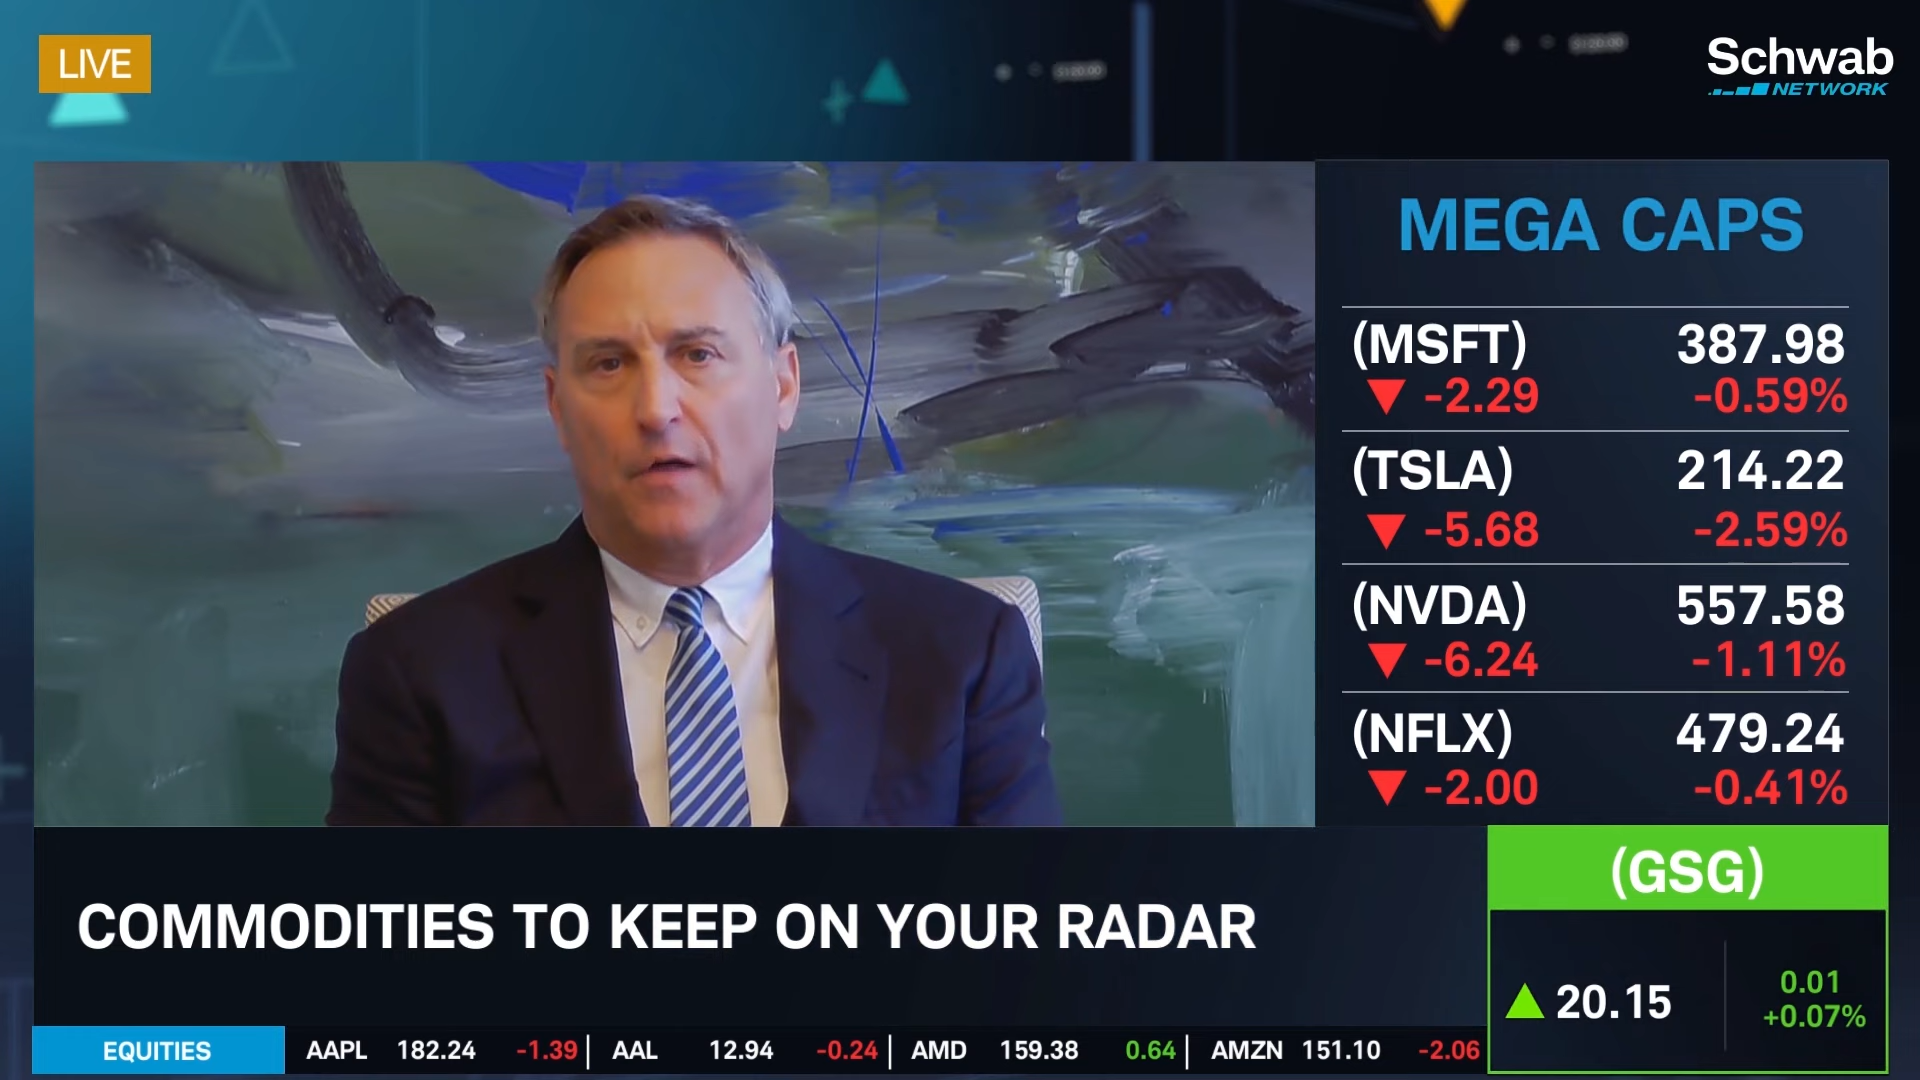 LIVE
Schwab
NETWORK
MEGA CAPS
(MSFT) 387.98
▼ -2.29 -0.59%
(TSLA) 214.22
▼ -5.68 -2.59%
(NVDA) 557.58
▼ -6.24 -1.11%
(NFLX) 479.24
▼ -2.00 -0.41%
COMMODITIES TO KEEP ON YOUR RADAR
(GSG)
▲ 20.15
0.01
+0.07%
EQUITIES AAPL 182.24 -1.39 AAL 12.94 -0.24 AMD 159.38 0.64 AMZN 151.10 -2.06